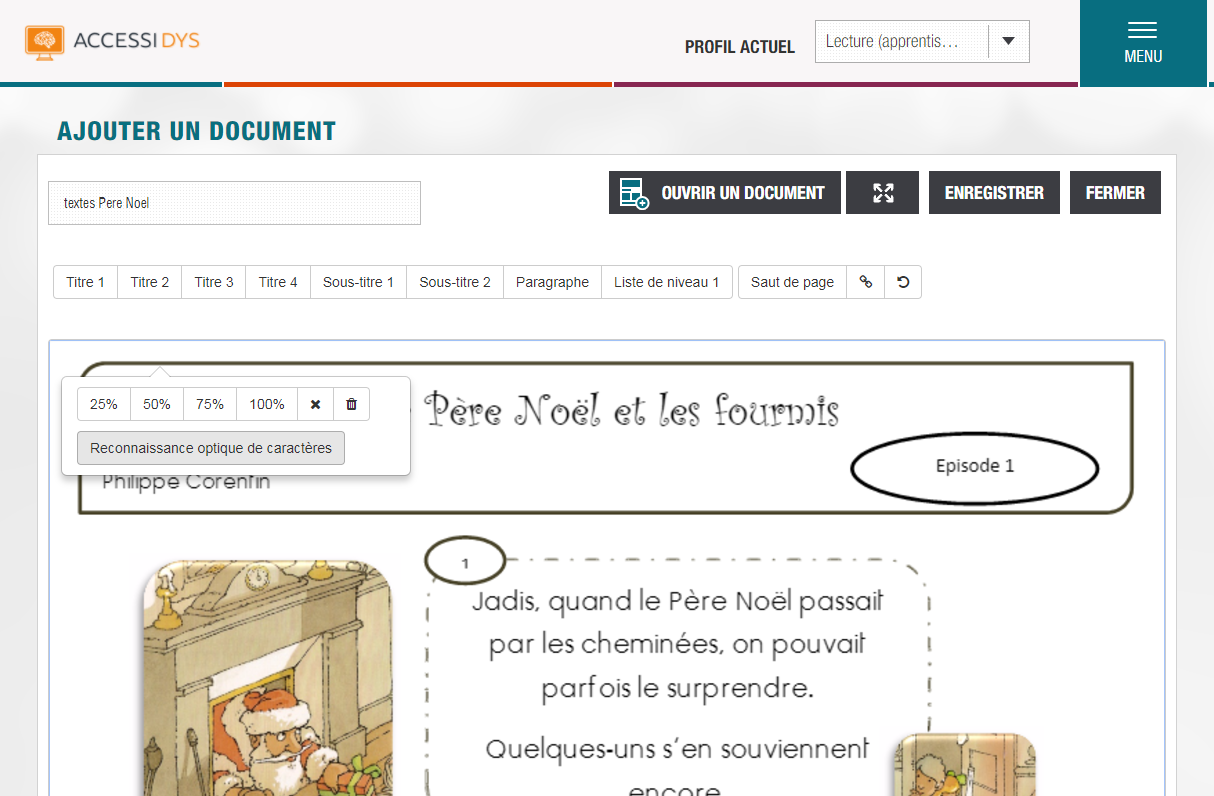 ACCESSIDYS
PROFIL ACTUEL
Lecture (apprentis...
MENU
AJOUTER UN DOCUMENT
textes Pere Noel
OUVRIR UN DOCUMENT
ENREGISTRER
FERMER
Titre 1
Titre 2
Titre 3
Titre 4
Sous-titre 1
Sous-titre 2
Paragraphe
Liste de niveau 1
Saut de page
25%
50%
75%
100%
Reconnaissance optique de caractères
Père Noël et les fourmis
Episode 1
Philippe Corentin
1
Jadis, quand le Père Noël passait
par les cheminées, on pouvait
parfois le surprendre.
Quelques-uns s'en souviennent
encore